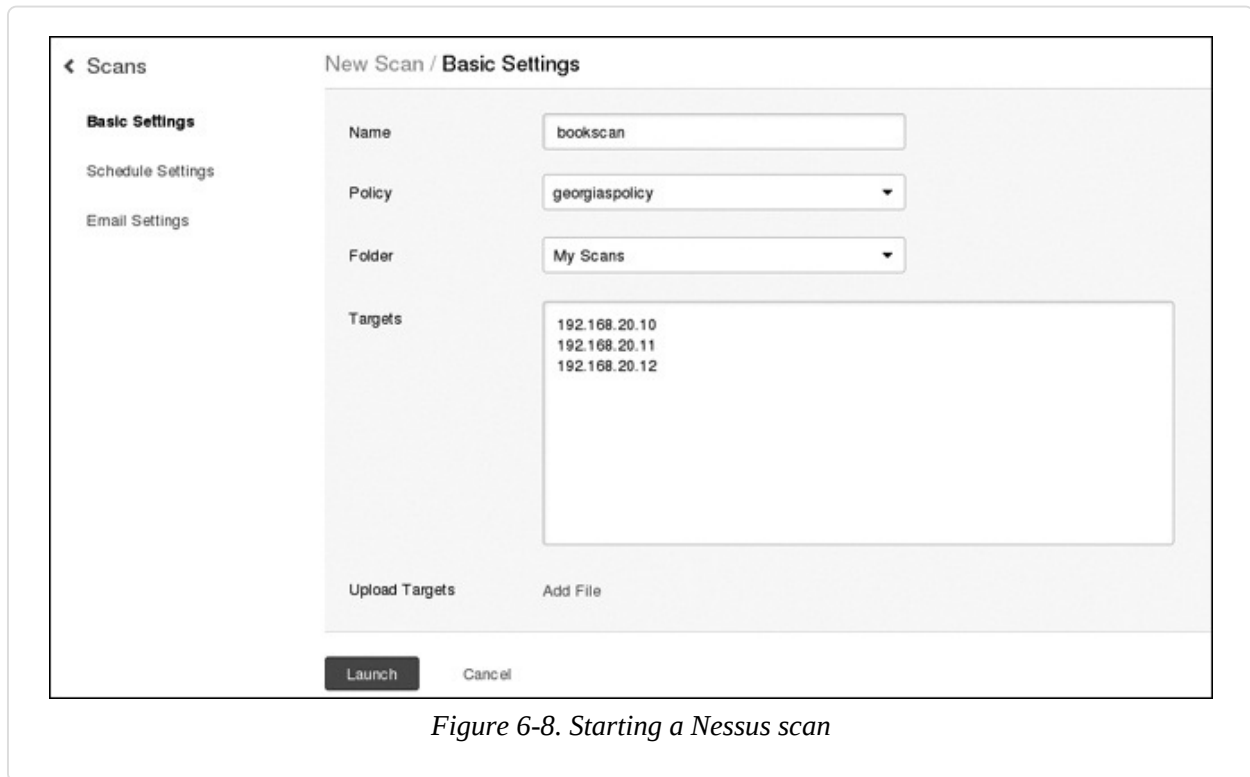 Scans
New Scan / Basic Settings
Basic Settings
Schedule Settings
Email Settings
Name
bookscan
Policy
georgiaspolicy
Folder
My Scans
Targets
192.168.20.10
192.168.20.11
192.168.20.12
Upload Targets
Add File
Launch
Cancel
Figure 6-8. Starting a Nessus scan